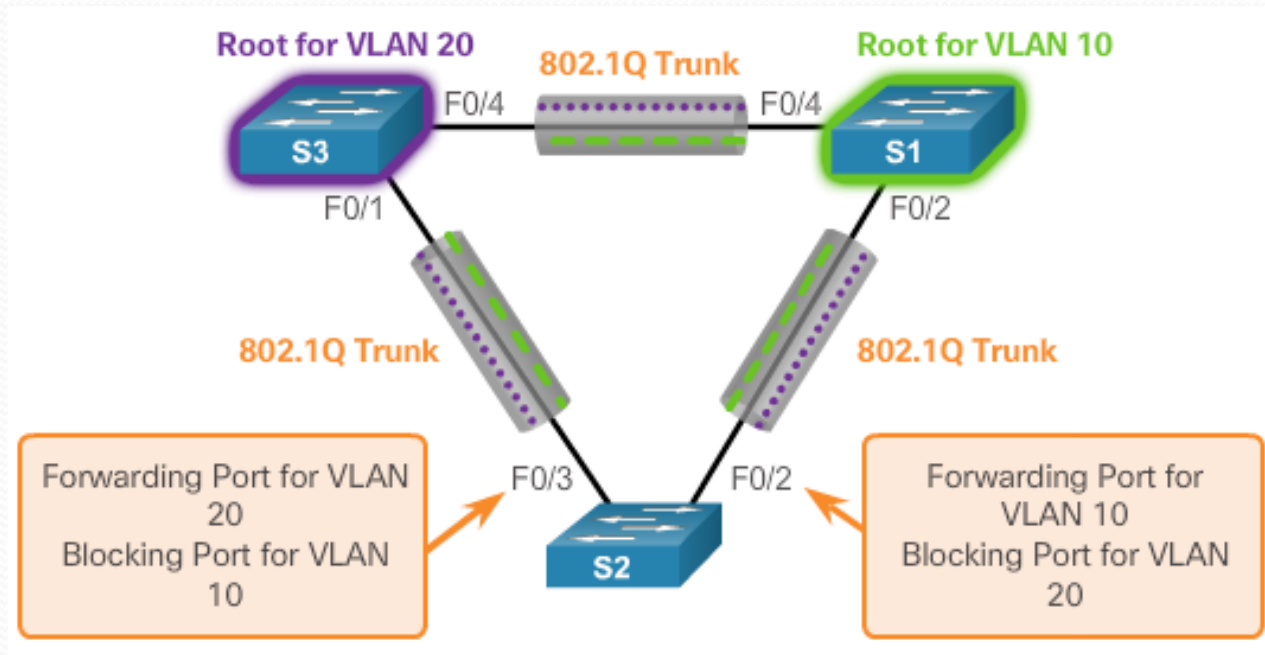 Root for VLAN 20
Root for VLAN 10
802.1Q Trunk
F0/4
F0/4
S3
S1
F0/1
F0/2
802.1Q Trunk
802.1Q Trunk
Forwarding Port for VLAN
20
Blocking Port for VLAN
10
F0/3
F0/2
Forwarding Port for
VLAN 10
Blocking Port for VLAN
20
S2